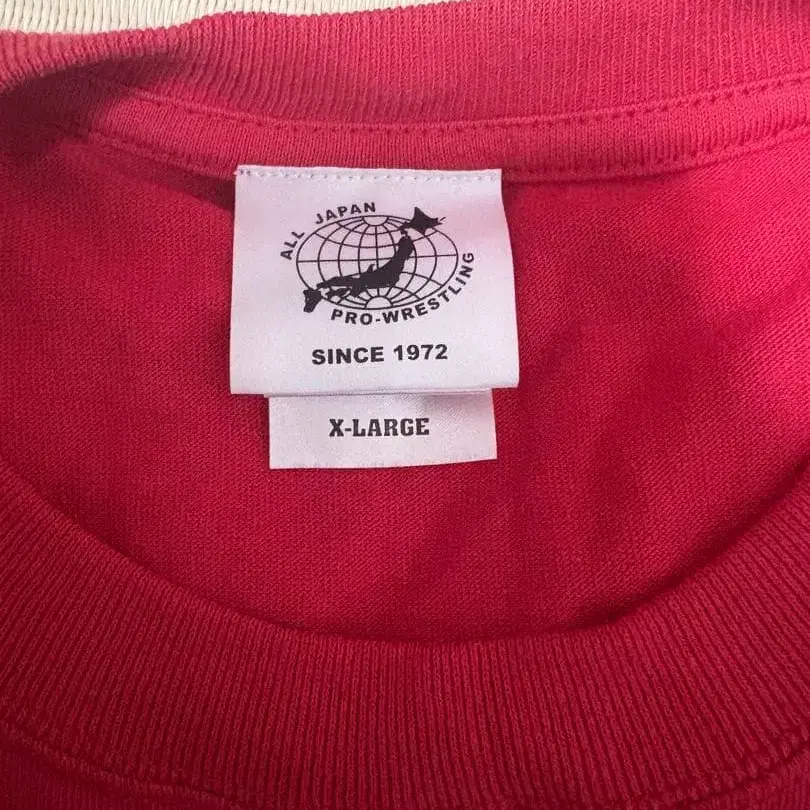 ALL JAPAN
PRO-WRESTLING
SINCE 1972
X-LARGE